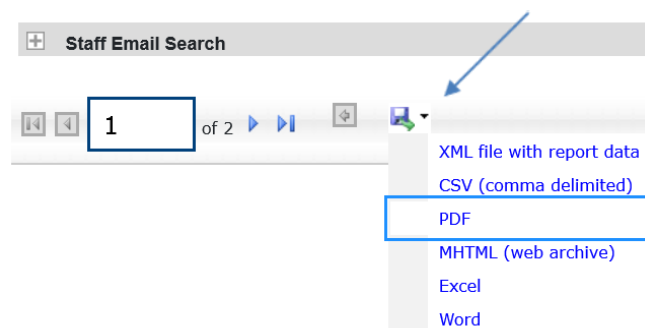 Staff Email Search
1 of 2
XML file with report data
CSV (comma delimited)
PDF
MHTML (web archive)
Excel
Word